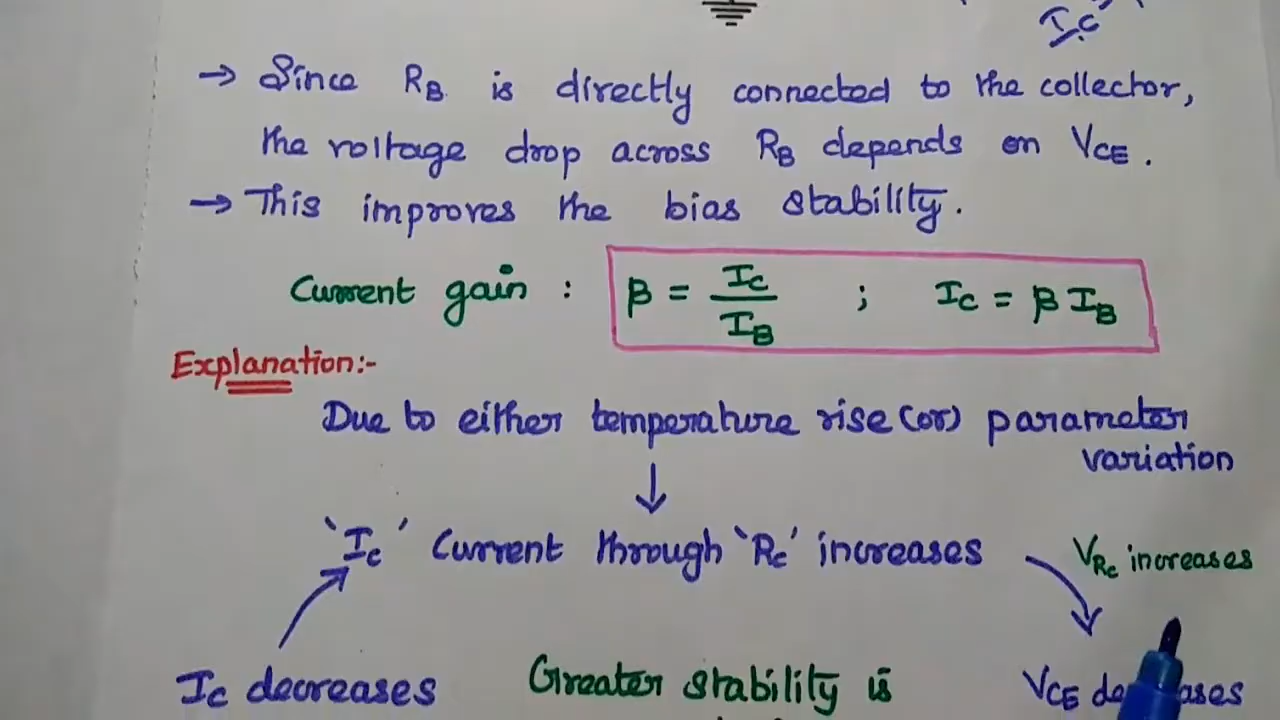 Ic
→ Since RB is directly connected to the collector,
the voltage drop across RB depends on VCE.
→ This improves the bias stability.
Current gain : β = IC / IB ; IC = β IB
Explanation:-
Due to either temperature rise (or) parameter
variation
↓
'Ic' Current through 'Rc' increases
VRc increases
Ic decreases
Greater stability is
VCE